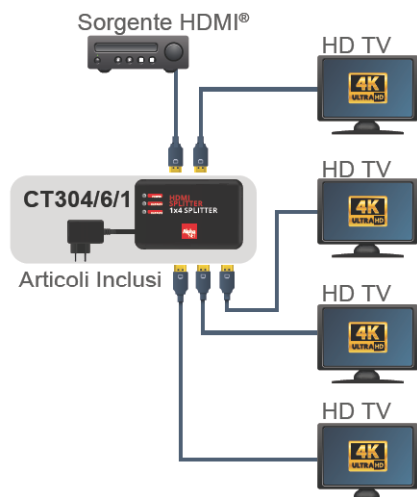 Sorgente HDMI®
HD TV
4K
ULTRA HD
CT304/6/1
HDMI
SPLITTER
1x4 SPLITTER
Articoli Inclusi
HD TV
4K
ULTRA HD
HD TV
4K
ULTRA HD
HD TV
4K
ULTRA HD